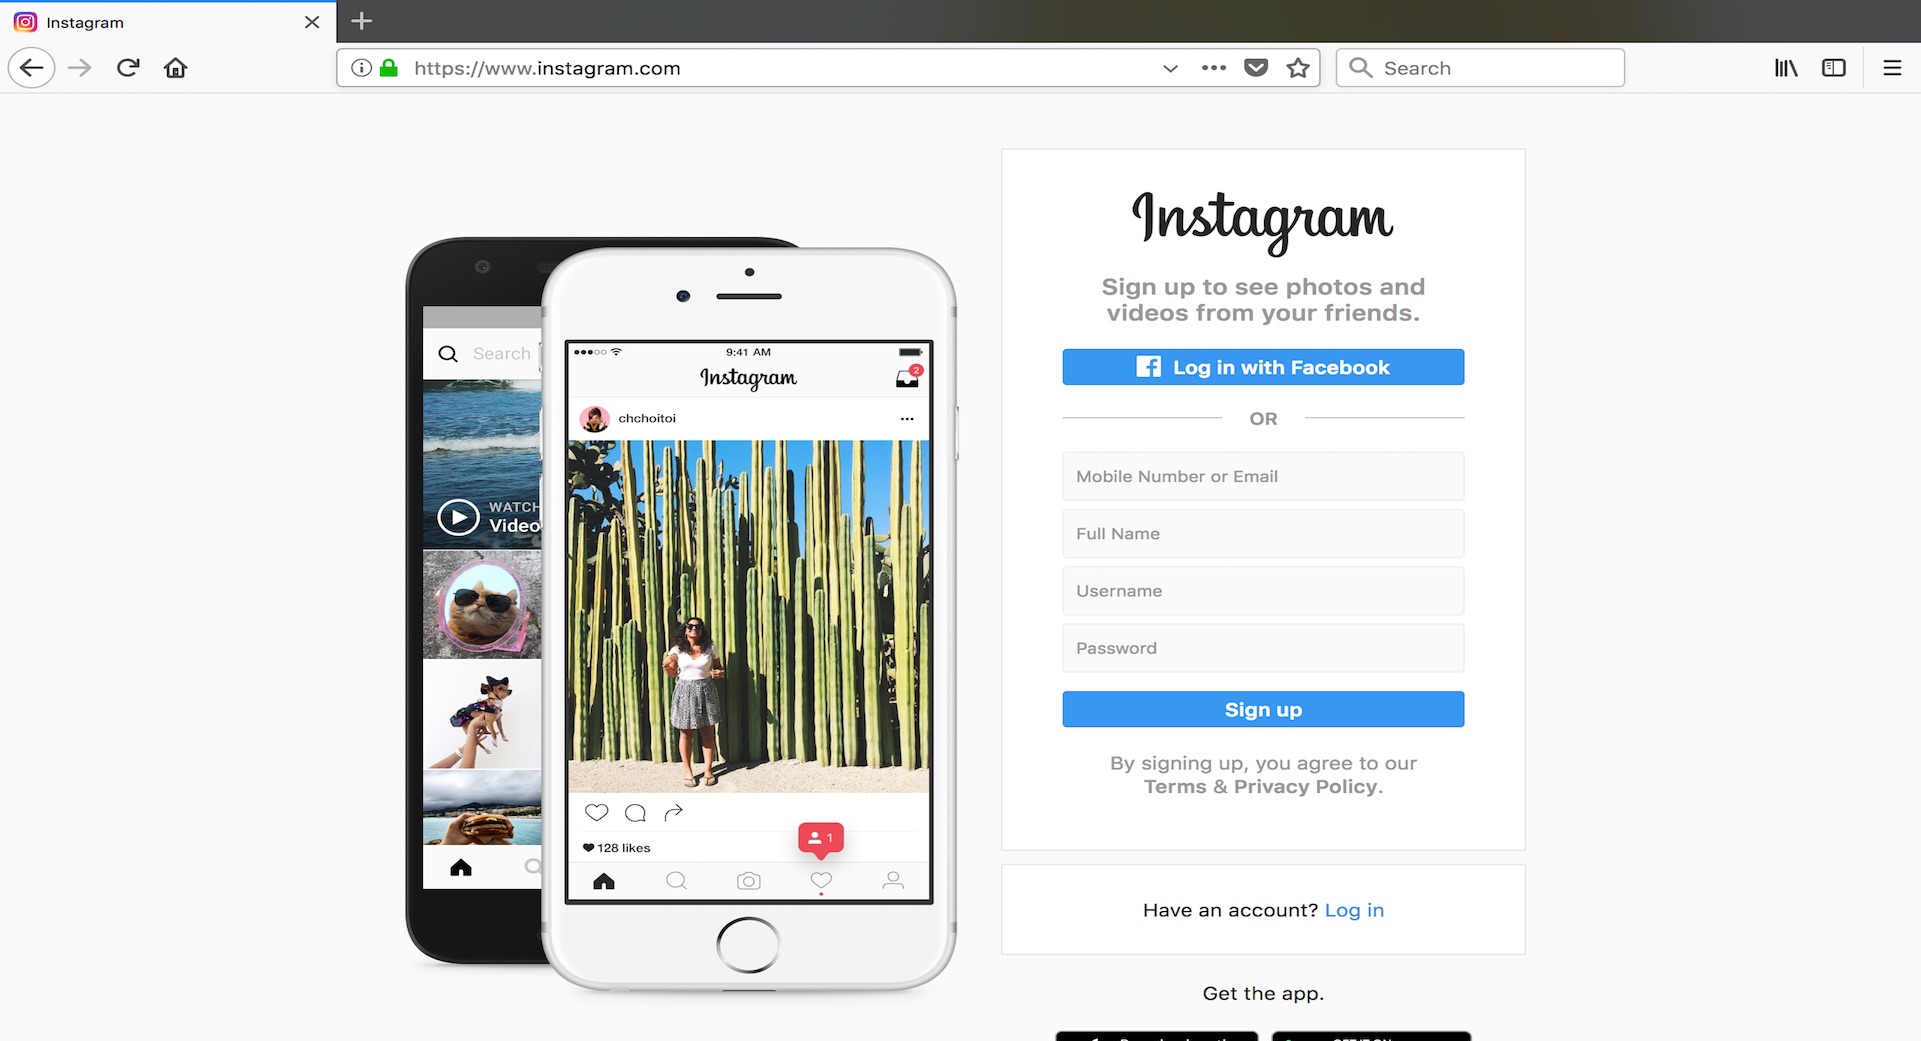 Instagram
https://www.instagram.com
Search
Search
WATCH
Video
9:41 AM
Instagram
2
chchoitoi
1
128 likes
Instagram
Sign up to see photos and
videos from your friends.
Log in with Facebook
OR
Mobile Number or Email
Full Name
Username
Password
Sign up
By signing up, you agree to our
Terms & Privacy Policy.
Have an account? Log in
Get the app.